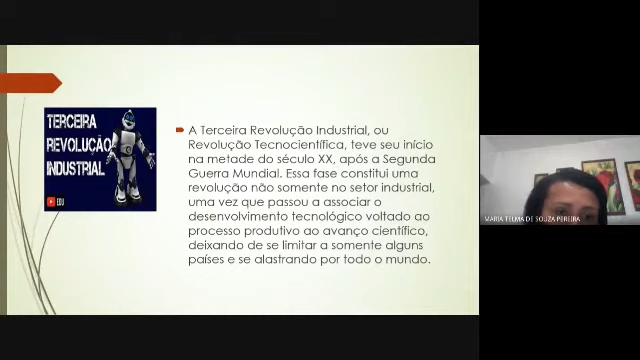 TERCEIRA
REVOLUÇÃO
INDUSTRIAL
EDU
A Terceira Revolução Industrial, ou
Revolução Tecnocientífica, teve seu início
na metade do século XX, após a Segunda
Guerra Mundial. Essa fase constitui uma
revolução não somente no setor industrial,
uma vez que passou a associar o
desenvolvimento tecnológico voltado ao
processo produtivo ao avanço científico,
deixando de se limitar a somente alguns
países e se alastrando por todo o mundo.
MARIA TELMA DE SOUZA PEREIRA